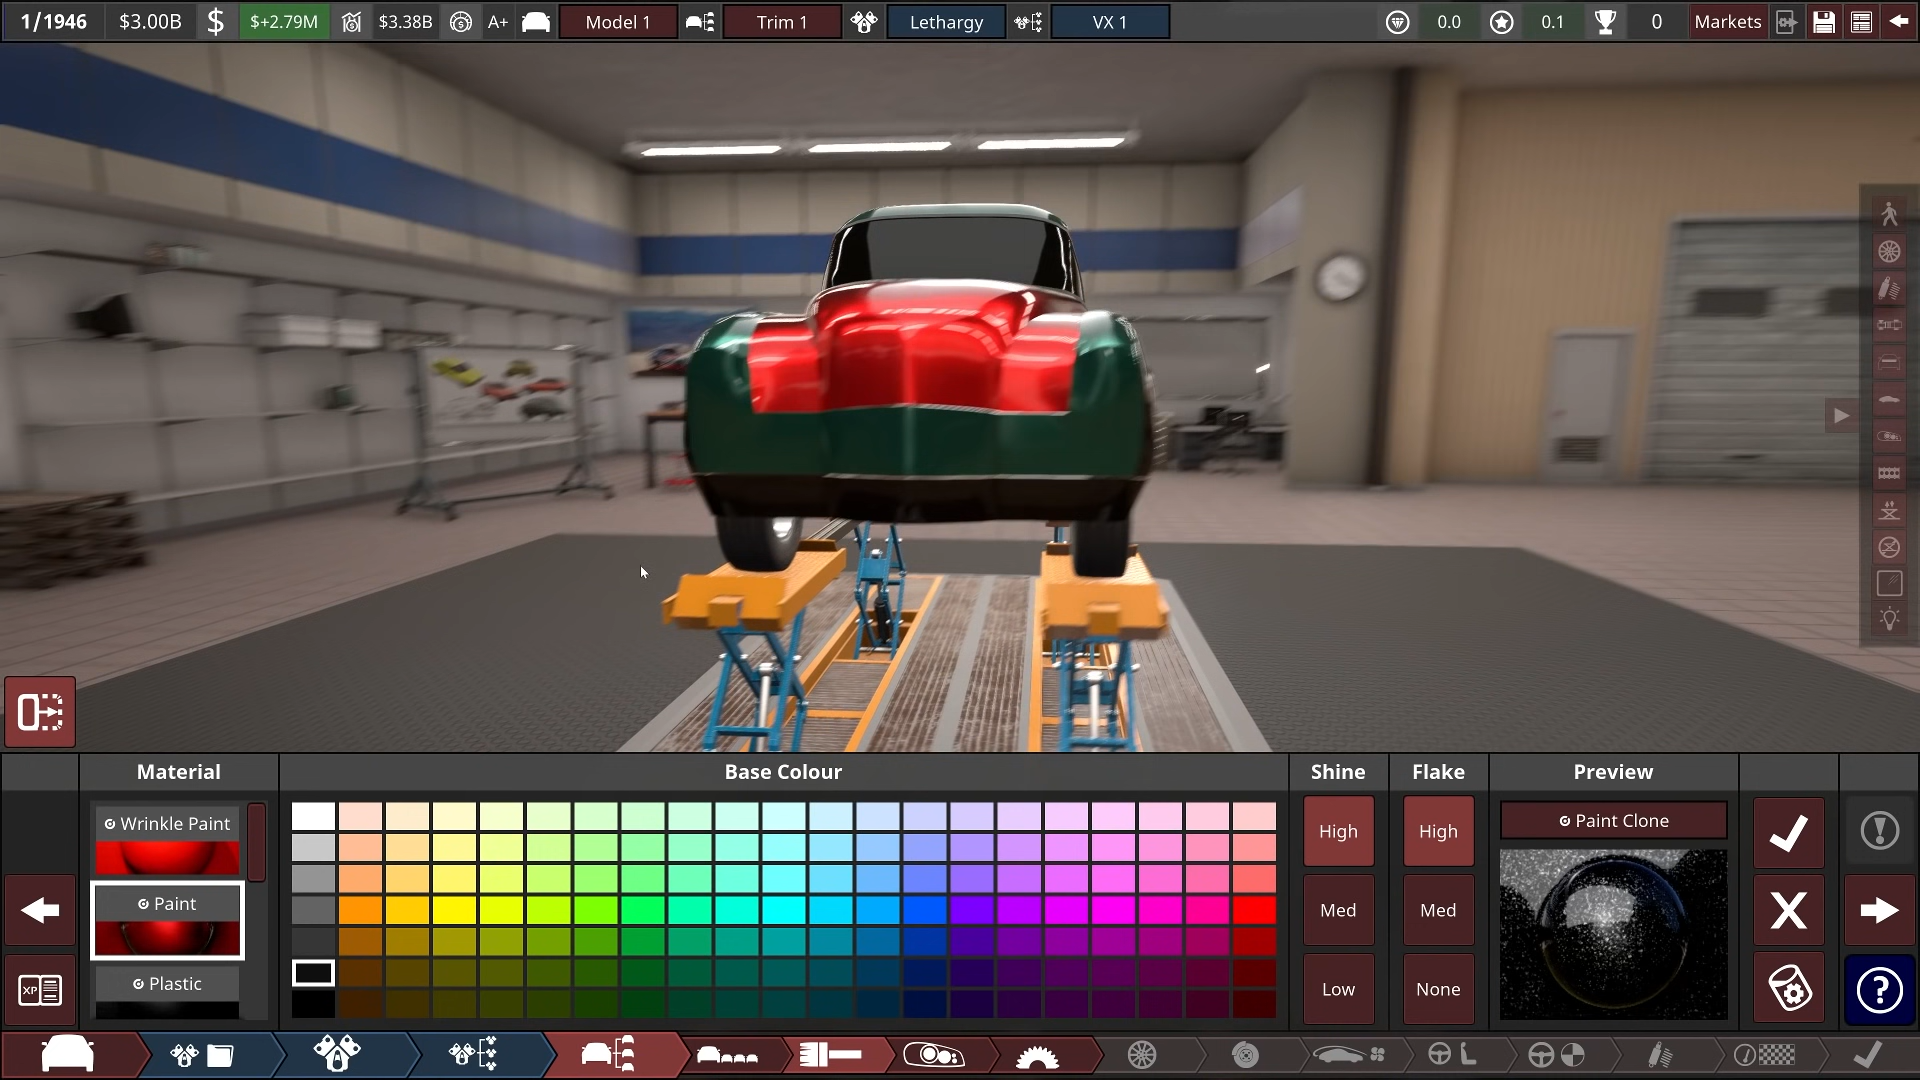 1/1946 $3.00B $ $+2.79M $3.38B A+ Model 1 Trim 1 Lethargy VX 1 0.0 0.1 0 Markets
Material Base Colour Shine Flake Preview
Wrinkle Paint
Paint
Plastic
High
Med
Low
High
Med
None
Paint Clone
XP
?